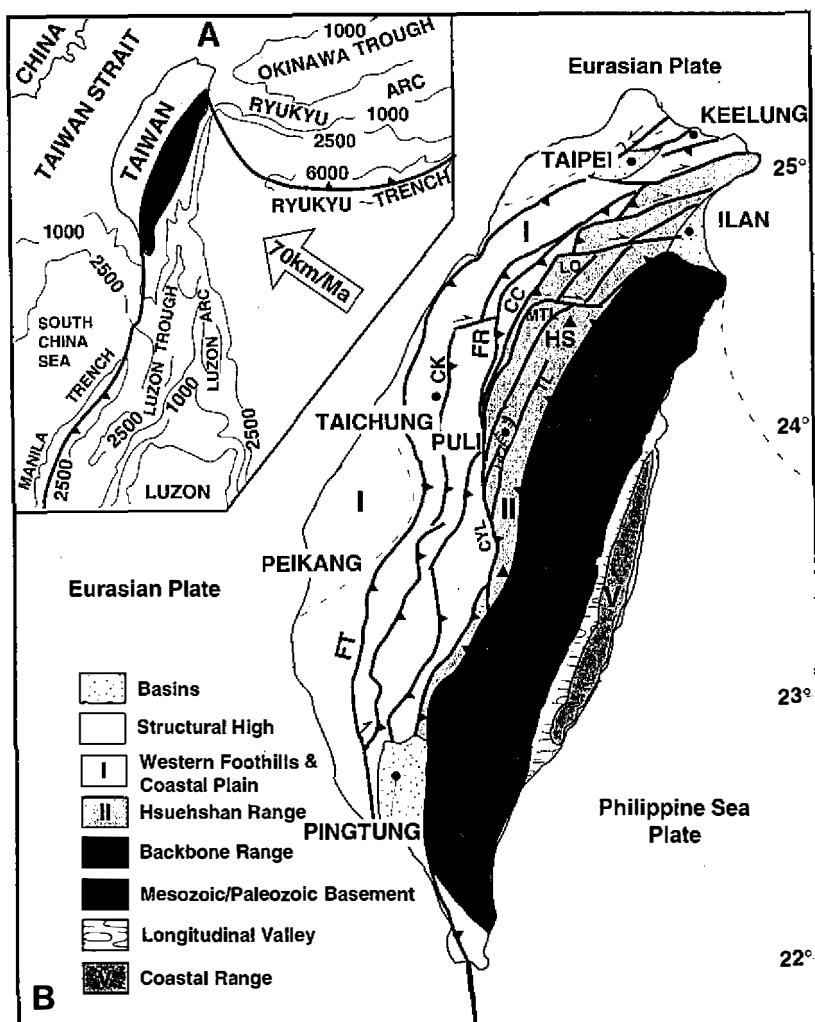 A
CHINA
TAIWAN STRAIT
TAIWAN
1000
OKINAWA TROUGH
ARC
RYUKYU
1000
2500
6000
RYUKYU TRENCH
70km/Ma
1000
2500
SOUTH
CHINA
SEA
MANILA
TRENCH
2500
2500
LUZON TROUGH
1000
LUZON
ARC
2500
LUZON
Eurasian Plate
KEELUNG
TAIPEI
25°
ILAN
I
LO
CC
MTL
HS
FR
TL
CK
24°
TAICHUNG
PULI
I
II
CYL
PEIKANG
V
Eurasian Plate
FT
23°
Basins
Structural High
I
Western Foothills &
Coastal Plain
II
Hsuehshan Range
Backbone Range
Mesozoic/Paleozoic Basement
Longitudinal Valley
V
Coastal Range
PINGTUNG
Philippine Sea
Plate
22°
B